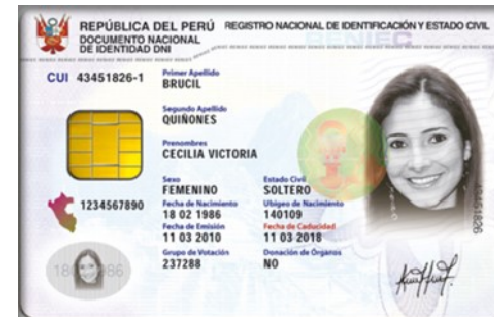 REPÚBLICA DEL PERÚ REGISTRO NACIONAL DE IDENTIFICACIÓN Y ESTADO CIVIL
DOCUMENTO NACIONAL
DE IDENTIDAD DNI
RENIEC
CUI 43451826-1
Primer Apellido
BRUCIL
Segundo Apellido
QUIÑONES
Prenombres
CECILIA VICTORIA
Sexo Estado Civil
FEMENINO SOLTERO
Fecha de Nacimiento Ubigeo de Nacimiento
18 02 1986 140109
1234567890
Fecha de Emisión Fecha de Caducidad
11 03 2010 11 03 2018
Grupo de Votación Donación de Órganos
237288 NO